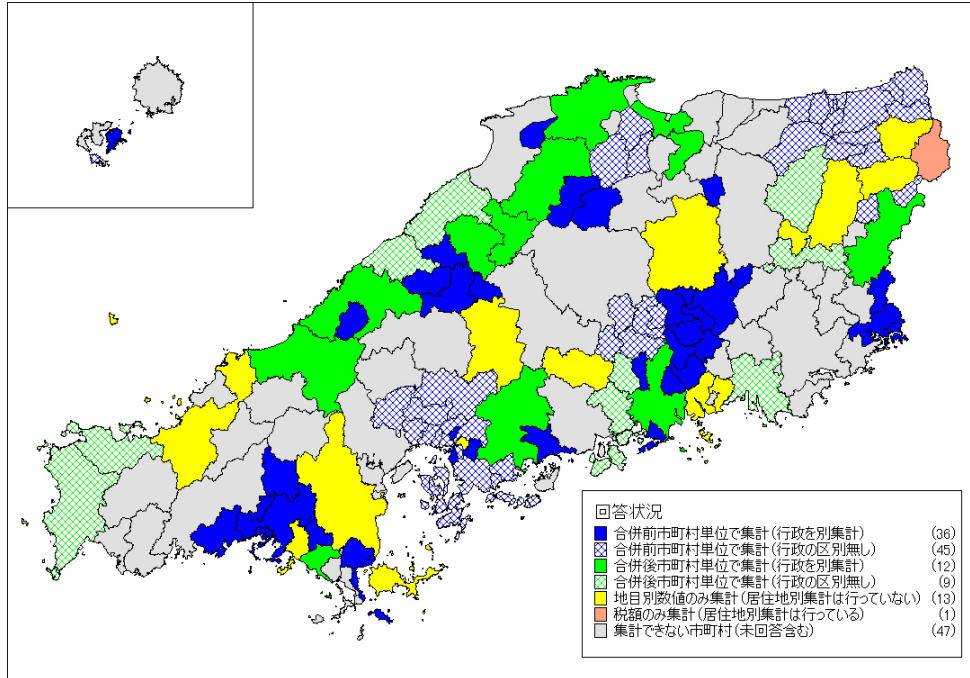 回答状況
合併前市町村単位で集計(行政を別集計) (36)
合併前市町村単位で集計(行政の区別無し) (45)
合併後市町村単位で集計(行政を別集計) (12)
合併後市町村単位で集計(行政の区別無し) (9)
地目別数値のみ集計(居住地別集計は行っていない) (13)
税額のみ集計(居住地別集計は行っている) (1)
集計できない市町村(未回答含む) (47)